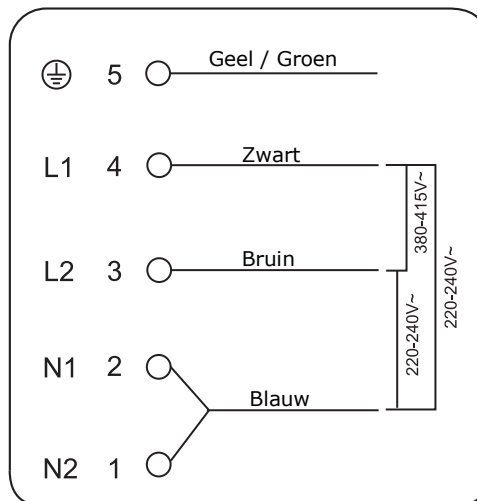 5 Geel / Groen
L1 4 Zwart
380-415V~
220-240V~
L2 3 Bruin
220-240V~
N1 2
Blauw
N2 1